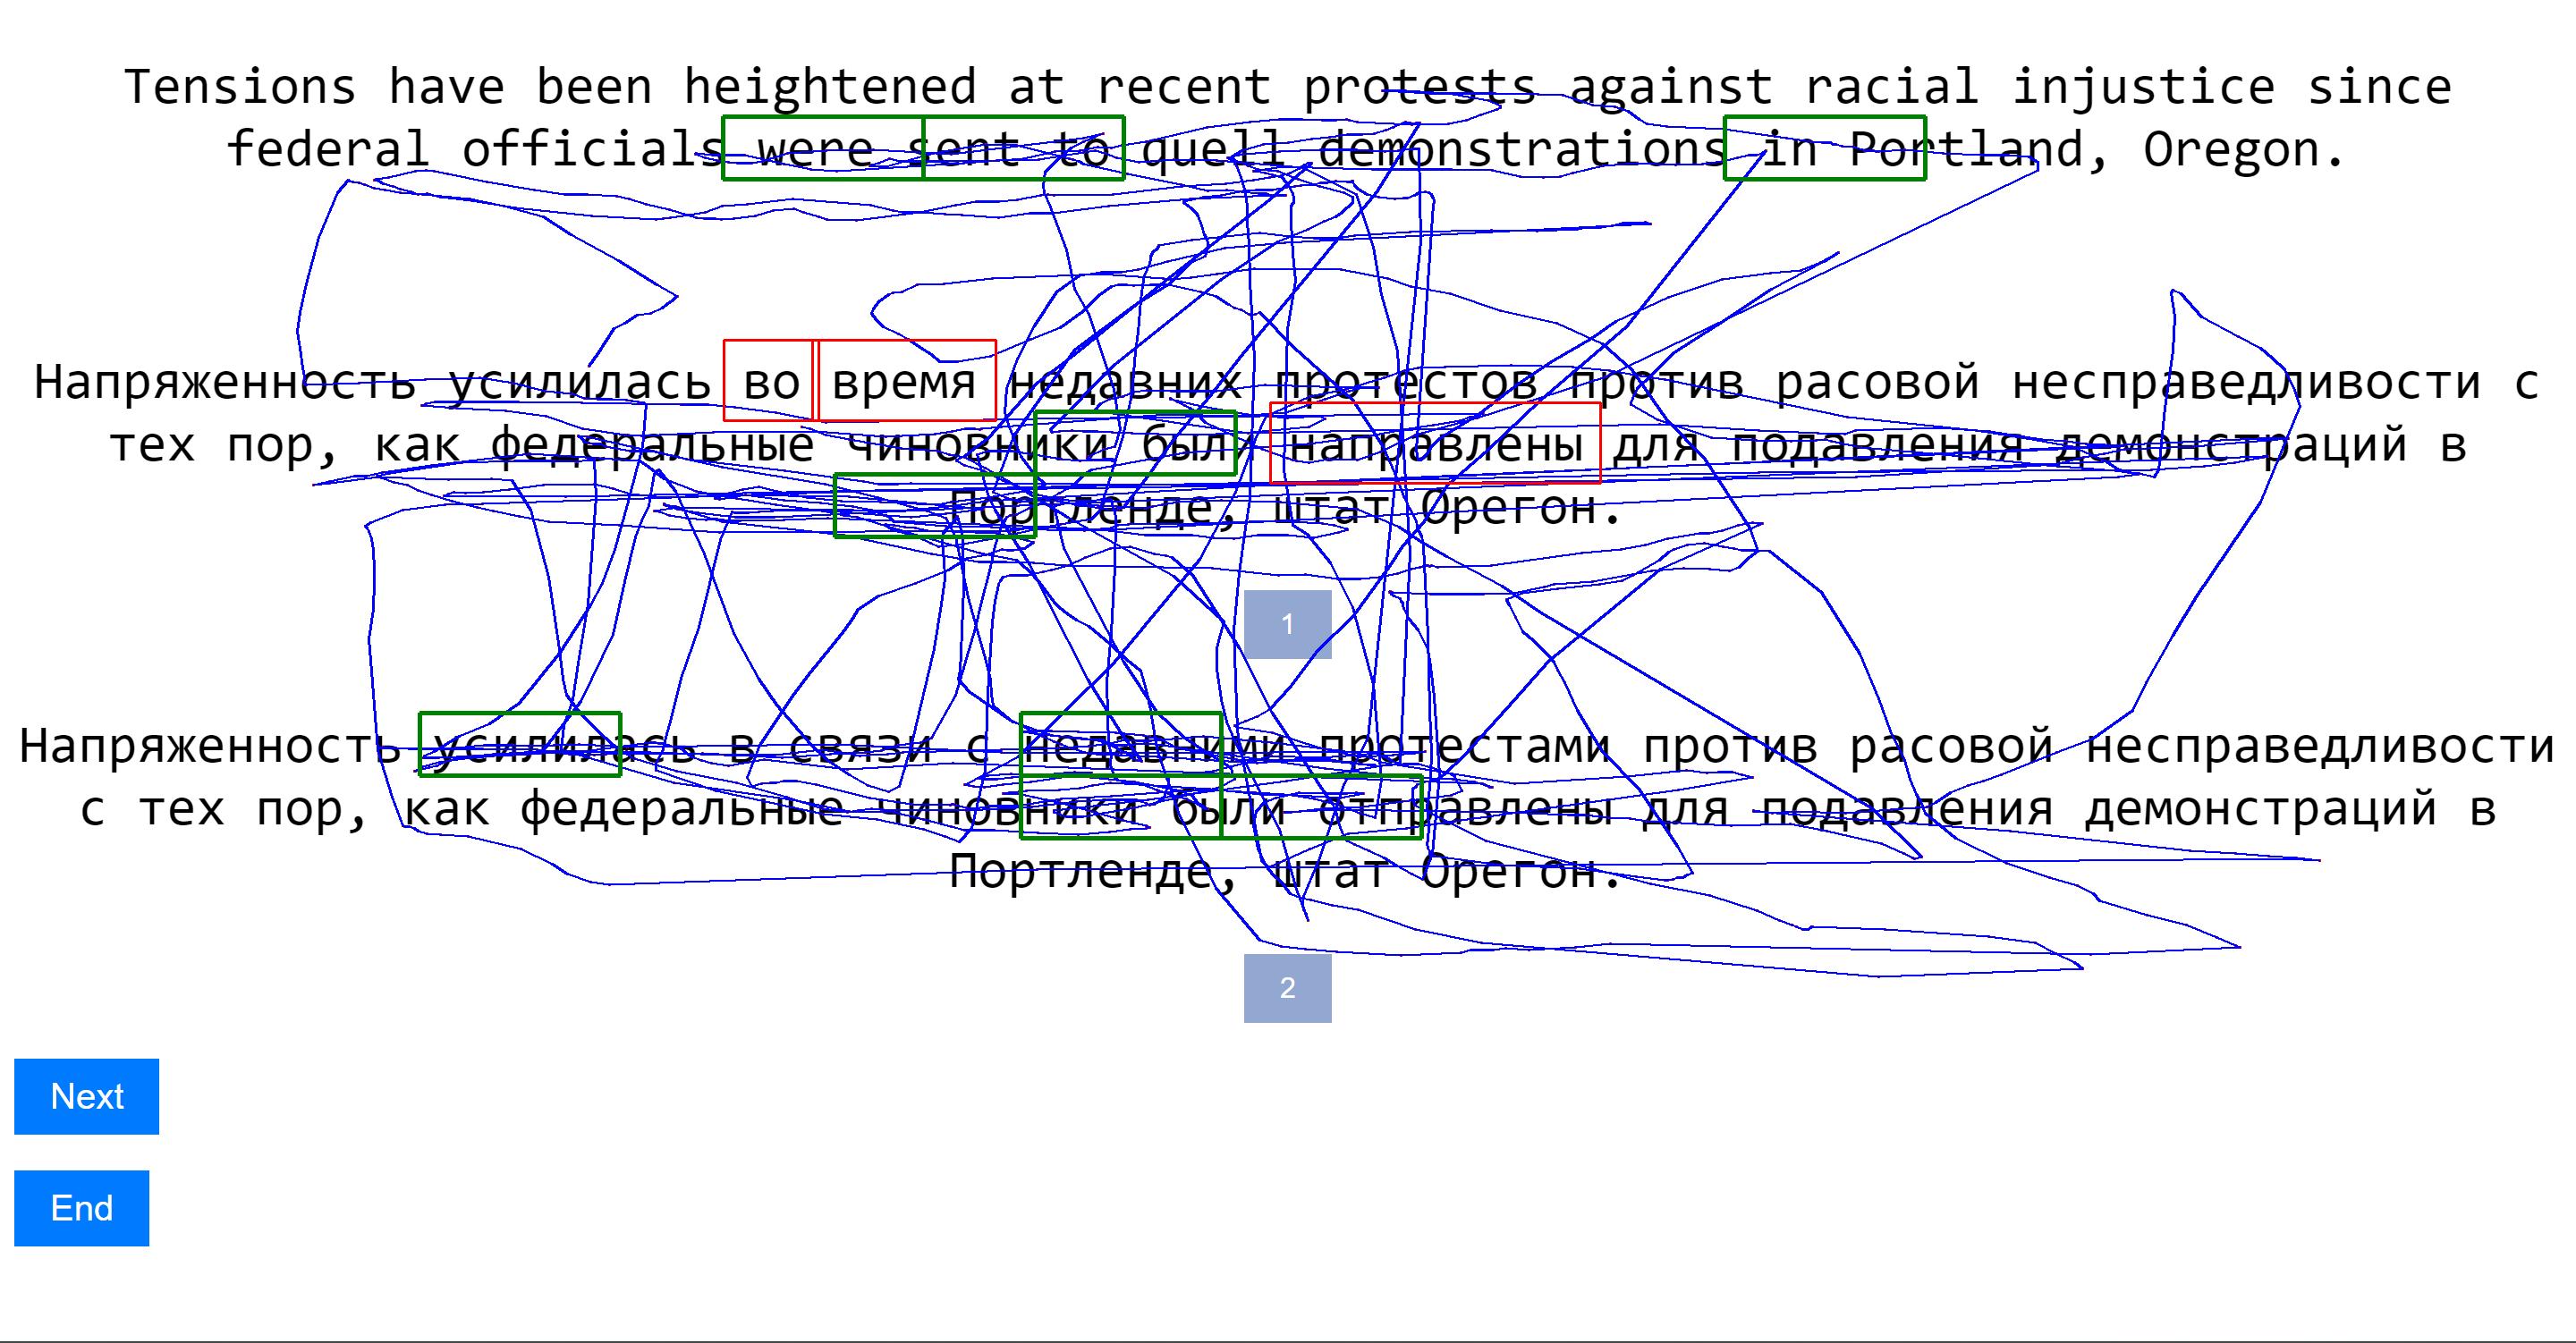 Tensions have been heightened at recent protests against racial injustice since
federal officials were sent to quell demonstrations in Portland, Oregon.
Напряженность усилилась во время недавних протестов против расовой несправедливости с
тех пор, как федеральные чиновники были направлены для подавления демонстраций в
Портленде, штат Орегон.
1
Напряженность усилилась в связи с недавними протестами против расовой несправедливости
с тех пор, как федеральные чиновники были отправлены для подавления демонстраций в
Портленде, штат Орегон.
2
Next
End